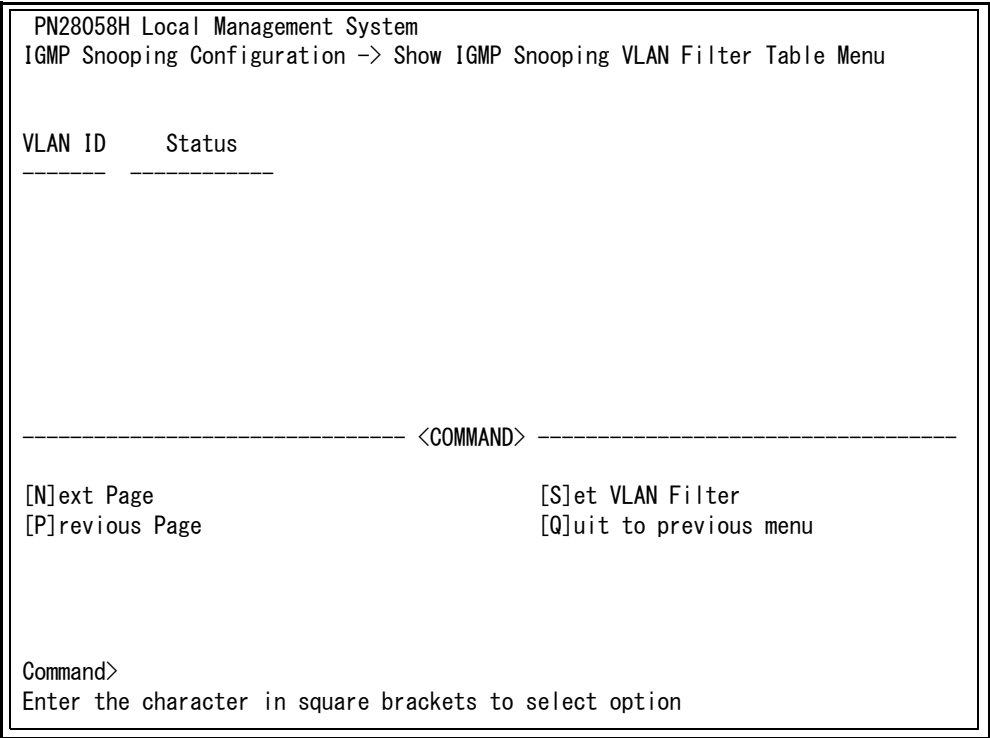 PN28058H Local Management System
IGMP Snooping Configuration -> Show IGMP Snooping VLAN Filter Table Menu
VLAN ID     Status
-------  ------------
-------------------------------- <COMMAND> -----------------------------------
[N]ext Page                                [S]et VLAN Filter
[P]revious Page                            [Q]uit to previous menu
Command>
Enter the character in square brackets to select option